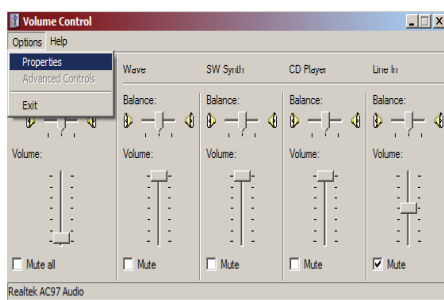 Volume Control
Options Help
Properties
Advanced Controls
Exit
Wave SW Synth CD Player Line In
Balance: Balance: Balance: Balance:
Volume: Volume: Volume: Volume: Volume:
Mute all Mute Mute Mute Mute
Realtek AC97 Audio